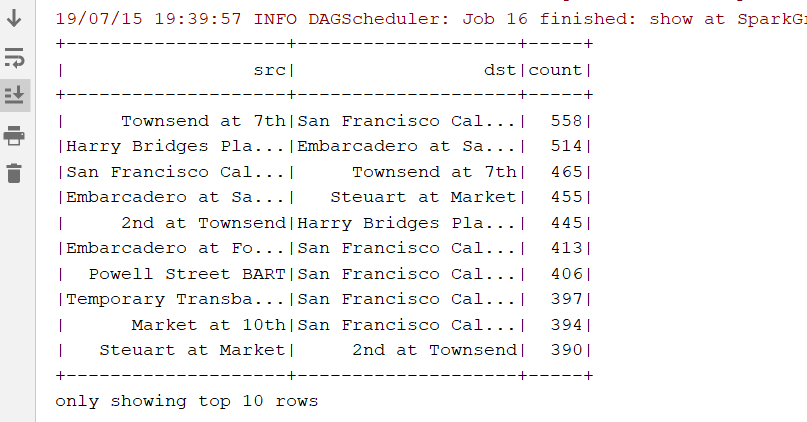 19/07/15 19:39:57 INFO DAGScheduler: Job 16 finished: show at SparkGr
+--------------------+--------------------+-----+
|                 src|                 dst|count|
+--------------------+--------------------+-----+
|     Townsend at 7th|San Francisco Cal...|  558|
|Harry Bridges Pla...|Embarcadero at Sa...|  514|
|San Francisco Cal...|     Townsend at 7th|  465|
|Embarcadero at Sa...|   Steuart at Market|  455|
|     2nd at Townsend|Harry Bridges Pla...|  445|
|Embarcadero at Fo...|San Francisco Cal...|  413|
|  Powell Street BART|San Francisco Cal...|  406|
|Temporary Transba...|San Francisco Cal...|  397|
|      Market at 10th|San Francisco Cal...|  394|
|   Steuart at Market|     2nd at Townsend|  390|
+--------------------+--------------------+-----+
only showing top 10 rows